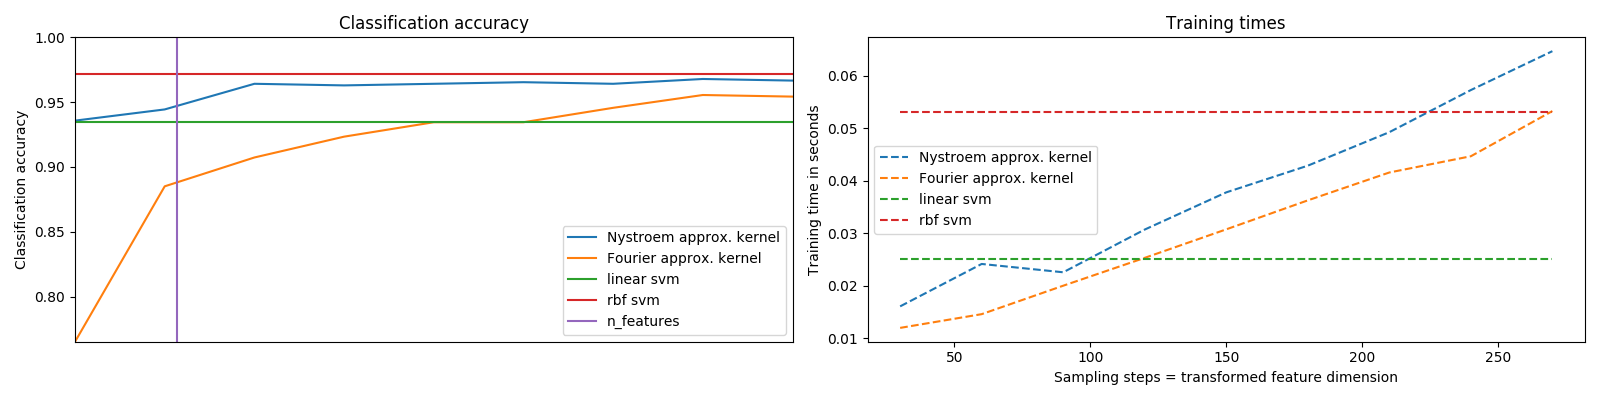 Classification accuracy
Classification accuracy
1.00
0.95
0.90
0.85
0.80
Nystroem approx. kernel
Fourier approx. kernel
linear svm
rbf svm
n_features
Training times
Training time in seconds
0.06
0.05
0.04
0.03
0.02
0.01
Nystroem approx. kernel
Fourier approx. kernel
linear svm
rbf svm
50 100 150 200 250
Sampling steps = transformed feature dimension